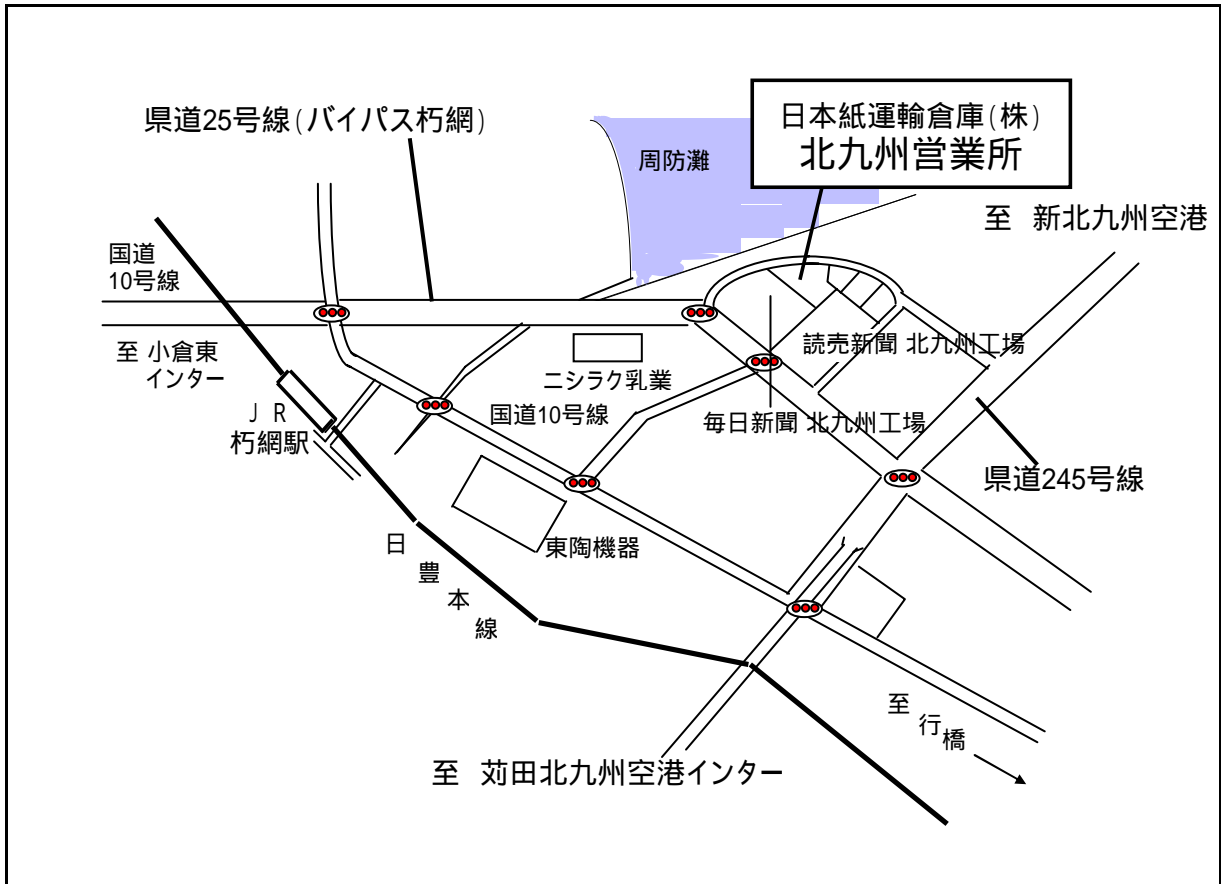 県道25号線(バイパス朽網)
日本紙運輸倉庫(株)
北九州営業所
周防灘
至 新北九州空港
国道
10号線
至 小倉東
インター
読売新聞 北九州工場
ニシラク乳業
国道10号線
毎日新聞 北九州工場
JR
朽網駅
県道245号線
東陶機器
日豊本線
至行橋
至 苅田北九州空港インター